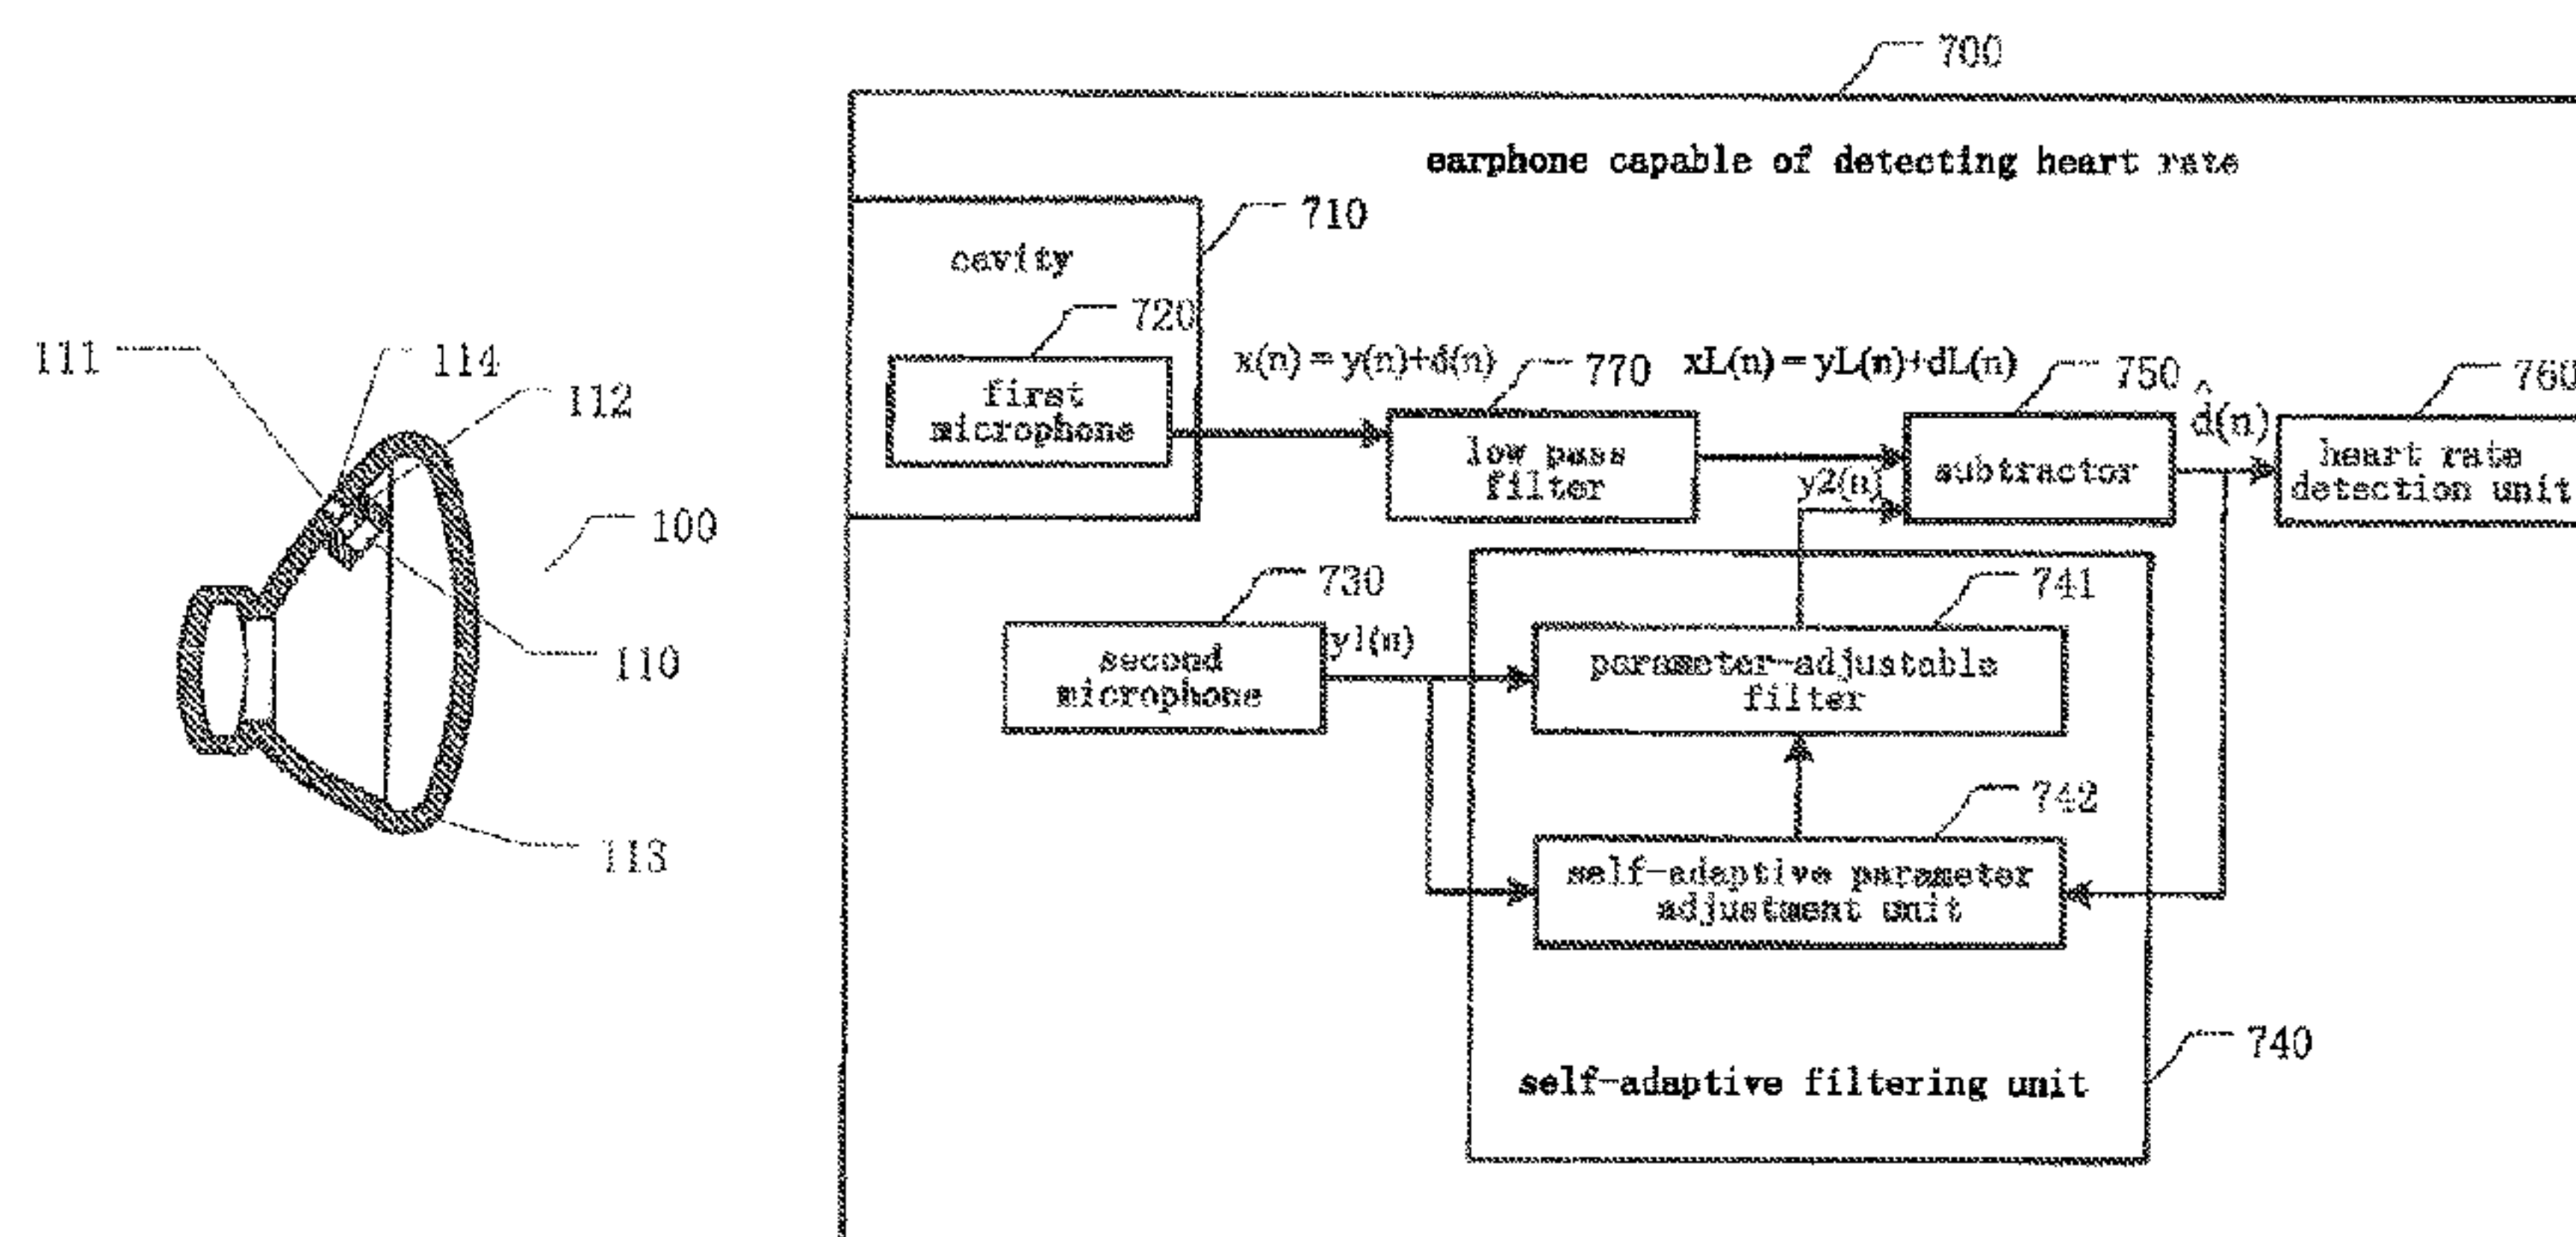 700
earphone capable of detecting heart rate
710
cavity
720
first
microphone
x(n) = y(n)+d(n)
770
low pass
filter
xL(n) = yL(n)+dL(n)
750
subtractor
y2(n)
d̂(n)
760
heart rate
detection unit
730
second
microphone
y1(n)
741
parameter-adjustable
filter
742
self-adaptive parameter
adjustment unit
740
self-adaptive filtering unit
111
114
112
100
110
113